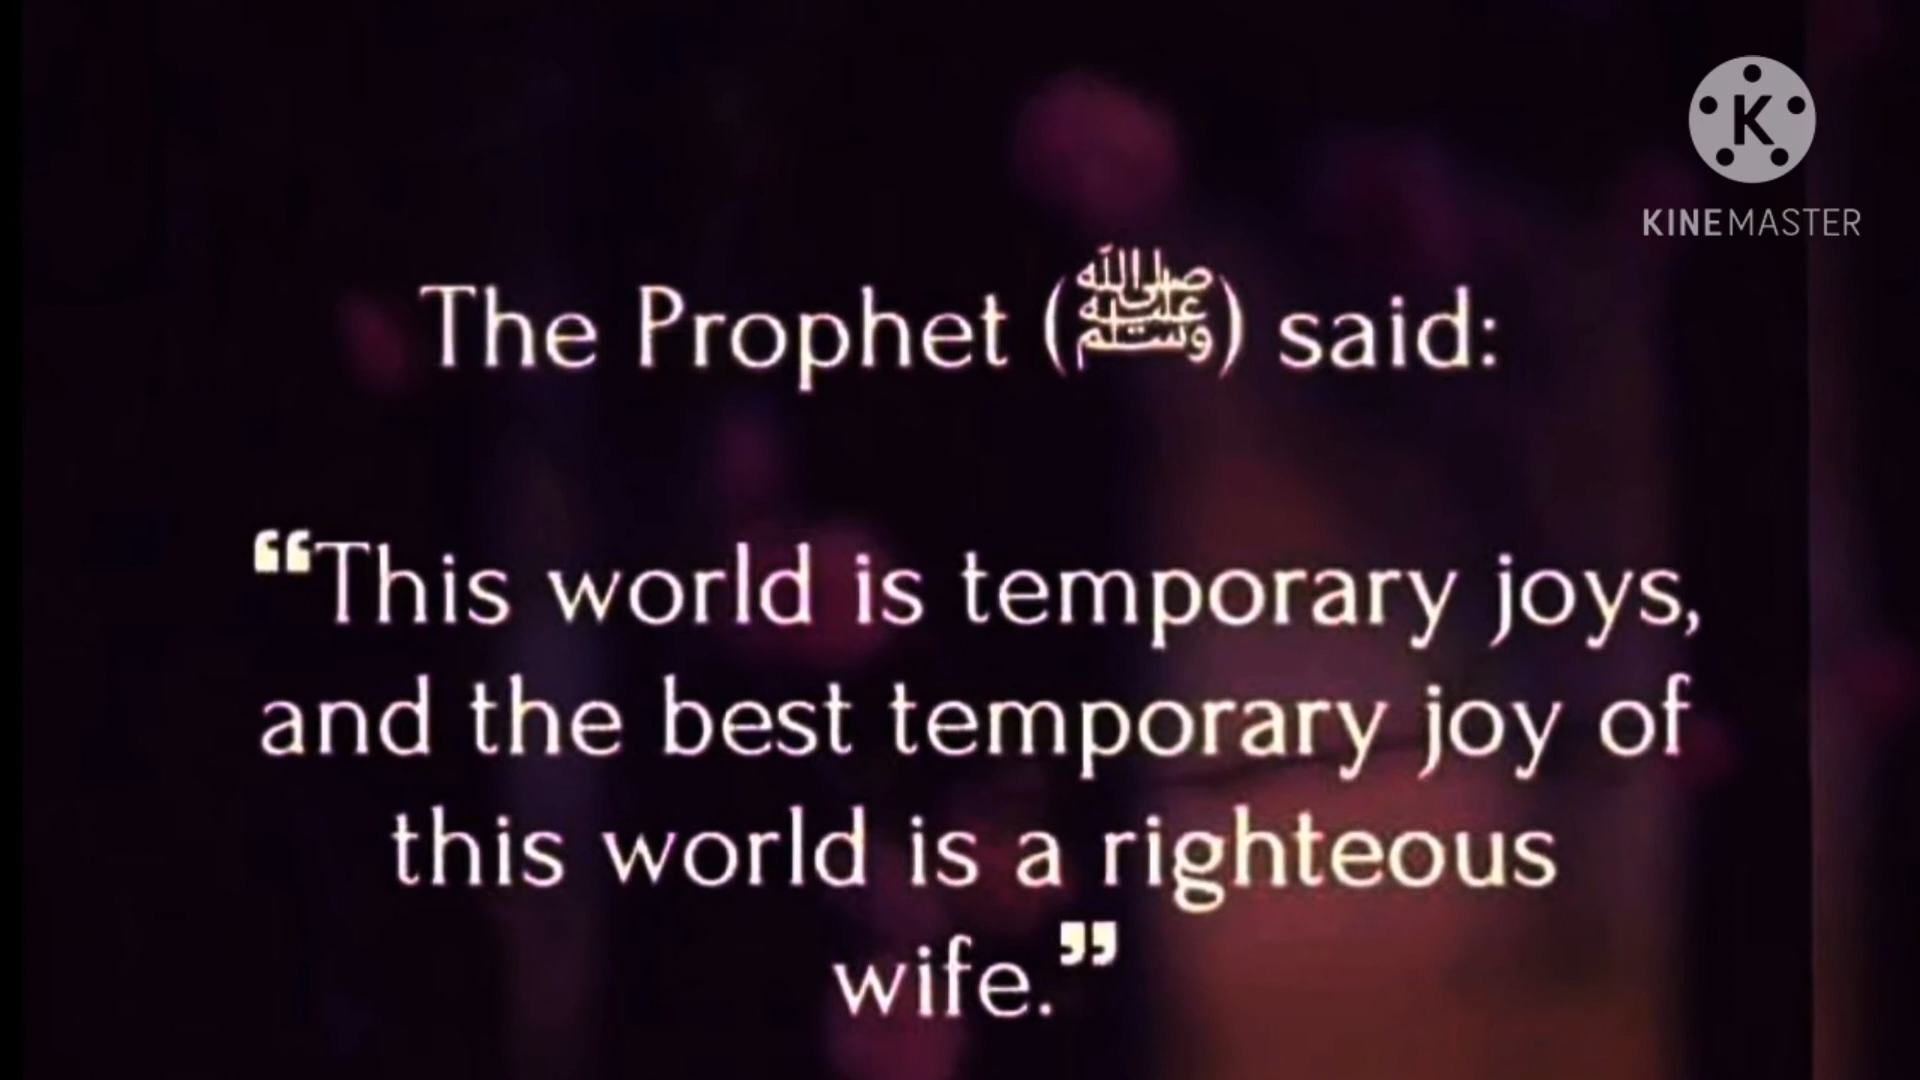 K
KINEMASTER
The Prophet (ﷺ) said:
“This world is temporary joys,
and the best temporary joy of
this world is a righteous
wife.”